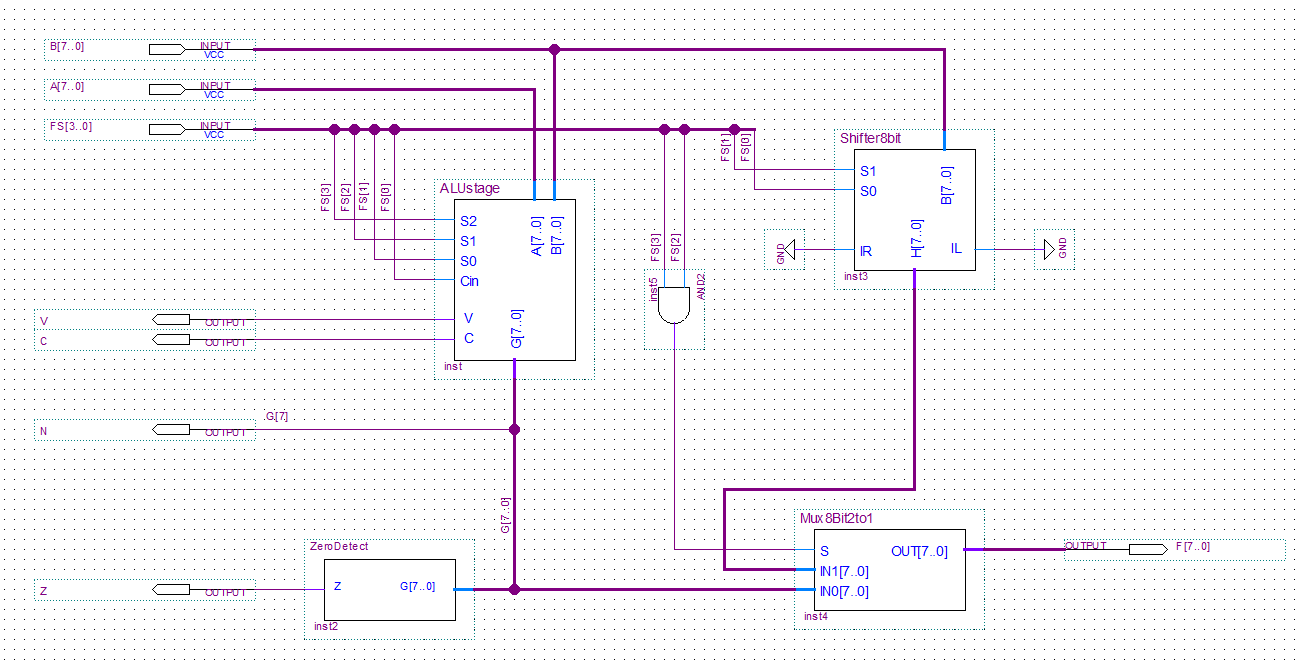 B[7..0]
INPUT
VCC
A[7..0]
INPUT
VCC
FS[3..0]
INPUT
VCC
FS[3]
FS[2]
FS[1]
FS[0]
ALUstage
S2
S1
S0
Cin
V
C
A[7..0]
B[7..0]
G[7..0]
inst
FS[3]
FS[2]
inst5
AND2
FS[1]
FS[0]
Shifter8bit
S1
S0
B[7..0]
IR
H[7..0]
IL
inst3
GND
GND
V
OUTPUT
C
OUTPUT
G[7]
N
OUTPUT
G[7..0]
ZeroDetect
Z
G[7..0]
inst2
Z
OUTPUT
Mux8Bit2to1
S
OUT[7..0]
IN1[7..0]
IN0[7..0]
inst4
OUTPUT
F[7..0]